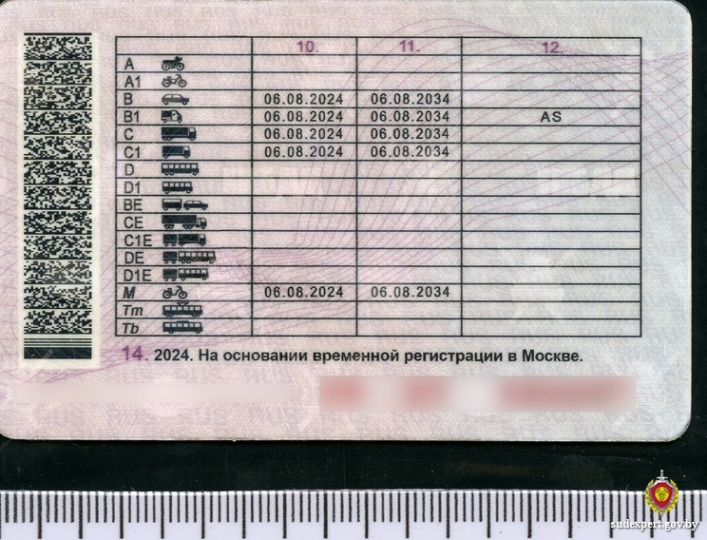 10. 11. 12.
A
A1
B 06.08.2024 06.08.2034
B1 06.08.2024 06.08.2034 AS
C 06.08.2024 06.08.2034
C1 06.08.2024 06.08.2034
D
D1
BE
CE
C1E
DE
D1E
M 06.08.2024 06.08.2034
Tm
Tb
14. 2024. На основании временной регистрации в Москве.
sudexpert.gov.by